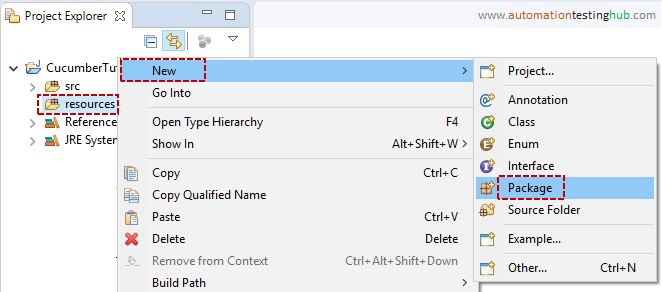 Project Explorer
www.automationtestinghub.com
CucumberTu
src
resources
Reference
JRE System
New
Go Into
Open Type Hierarchy F4
Show In Alt+Shift+W
Copy Ctrl+C
Copy Qualified Name
Paste Ctrl+V
Delete Delete
Remove from Context Ctrl+Alt+Shift+Down
Build Path
Project...
Annotation
Class
Enum
Interface
Package
Source Folder
Example...
Other... Ctrl+N